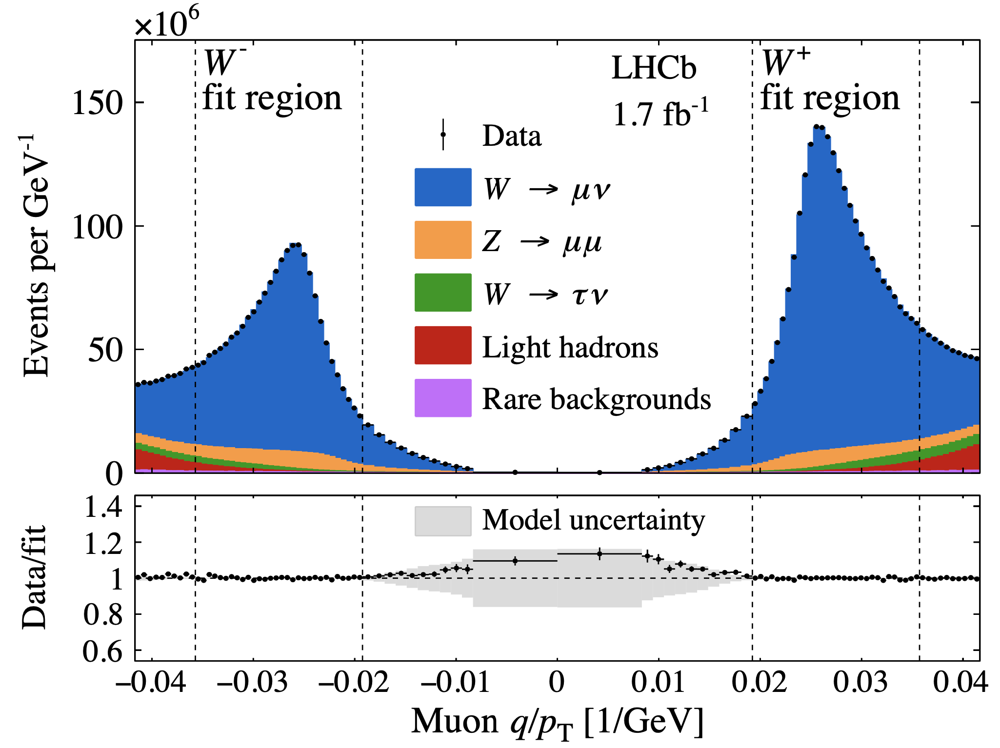 ×10⁶
W⁻
fit region
LHCb
1.7 fb⁻¹
W⁺
fit region
Data
W → μν
Z → μμ
W → τν
Light hadrons
Rare backgrounds
Events per GeV⁻¹
150
100
50
0
Model uncertainty
Data/fit
1.4
1.2
1
0.8
0.6
−0.04 −0.03 −0.02 −0.01 0 0.01 0.02 0.03 0.04
Muon q/p_T [1/GeV]